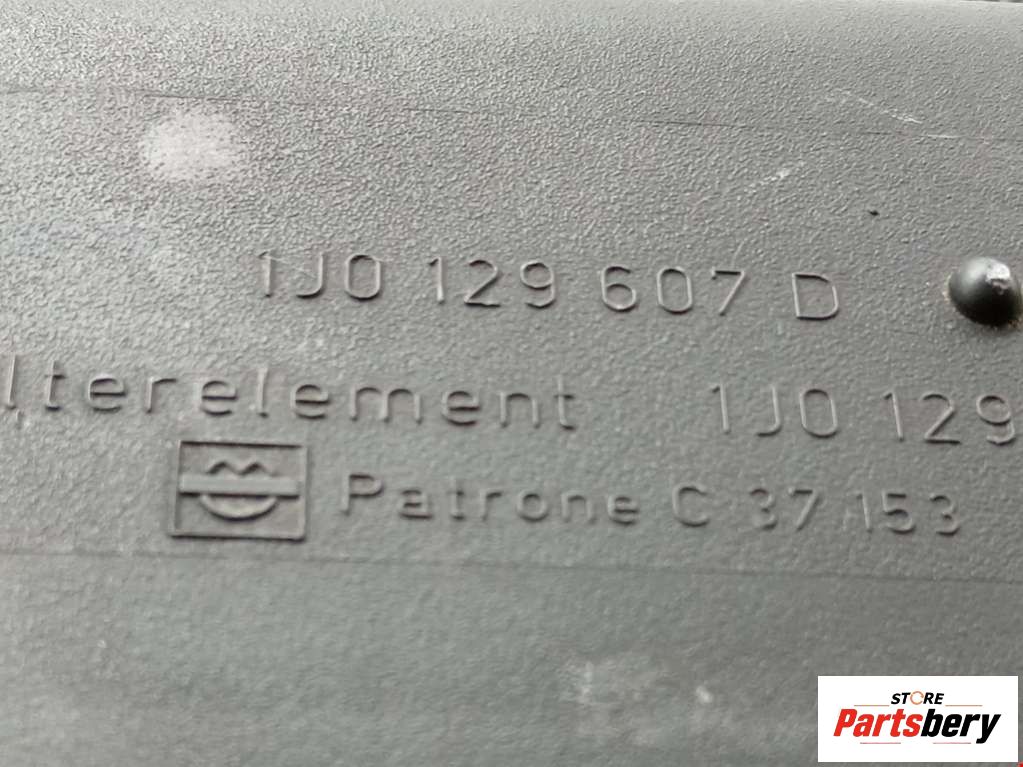 1J0 129 607 D
lterelement 1J0 129
Patrone C 37 153
STORE
Partsbery